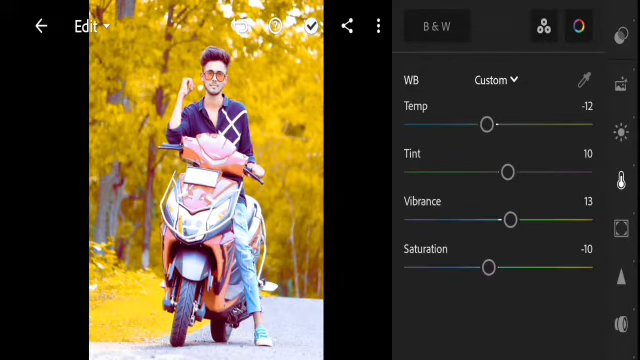 Edit
B & W
WB Custom
Temp -12
Tint 10
Vibrance 13
Saturation -10